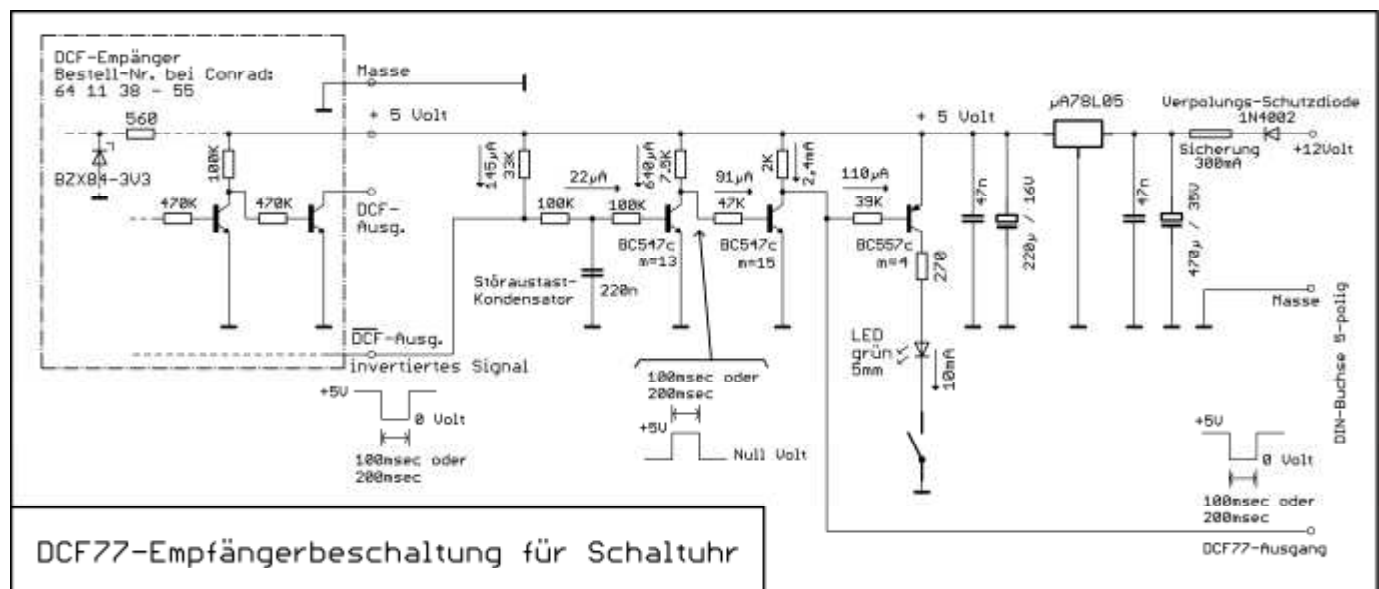 DCF-Empänger
Bestell-Nr. bei Conrad:
64 11 38 - 55
Masse
+ 5 Volt
560
BZX84-3V3
100K
470K
470K
DCF-
Ausg.
DCF-Ausg.
invertiertes Signal
+5V
0 Volt
100msec oder
200msec
145µA
33K
100K
22µA
100K
Störaustast-
Kondensator
220n
640µA
7.5K
BC547c
m=13
91µA
47K
2K
2.4mA
BC547c
m=15
100msec oder
200msec
+5V
Null Volt
110µA
39K
BC557c
m=4
270
LED
grün
5mm
10mA
+ 5 Volt
47n
220µ / 16V
µA78L05
47n
470µ / 35V
Verpolungs-Schutzdiode
1N4002
Sicherung
300mA
+12Volt
Masse
DIN-Buchse 5-polig
+5V
0 Volt
100msec oder
200msec
DCF77-Ausgang
DCF77-Empfängerbeschaltung für Schaltuhr